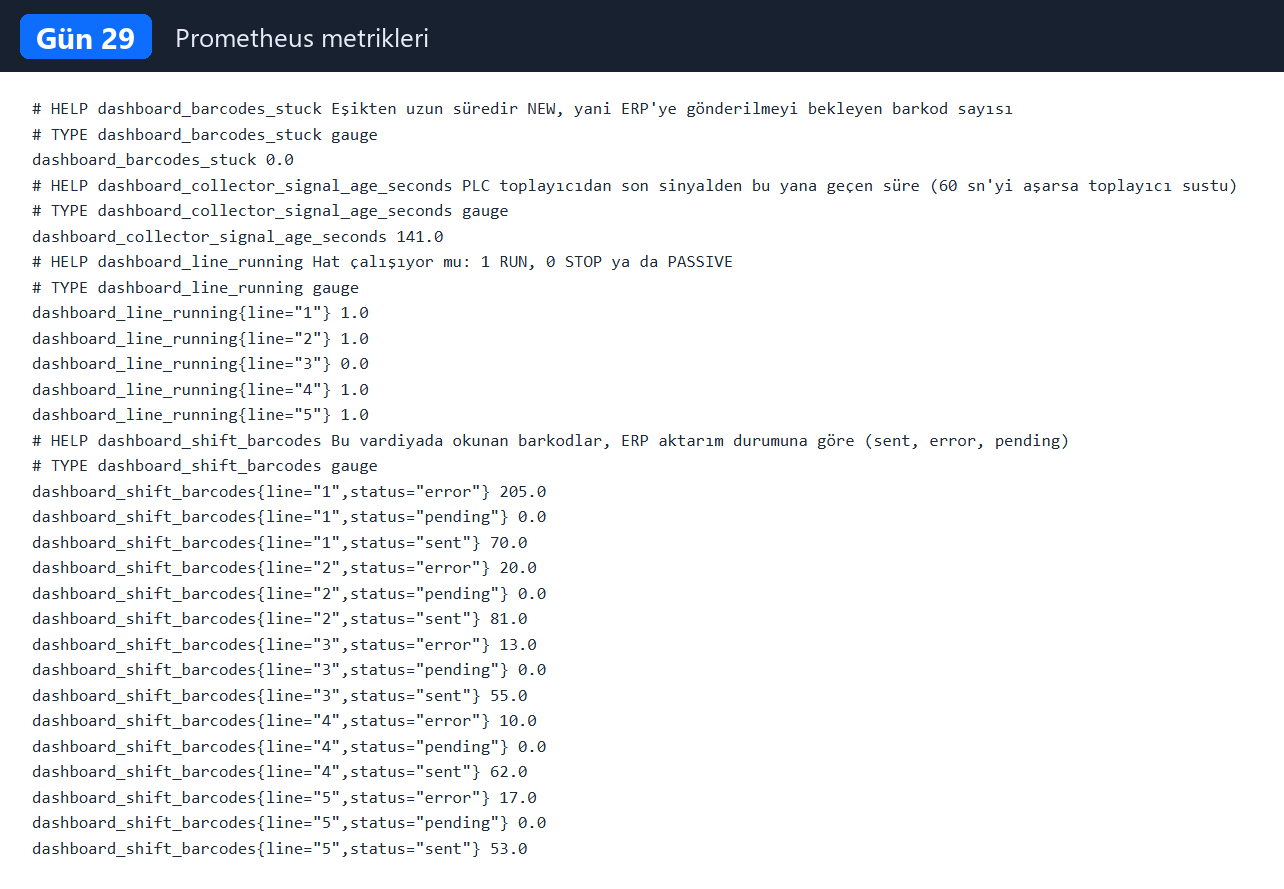 Gün 29
Prometheus metrikleri
# HELP dashboard_barcodes_stuck Eşikten uzun süredir NEW, yani ERP'ye gönderilmeyi bekleyen barkod sayısı
# TYPE dashboard_barcodes_stuck gauge
dashboard_barcodes_stuck 0.0
# HELP dashboard_collector_signal_age_seconds PLC toplayıcıdan son sinyalden bu yana geçen süre (60 sn'yi aşarsa toplayıcı sustu)
# TYPE dashboard_collector_signal_age_seconds gauge
dashboard_collector_signal_age_seconds 141.0
# HELP dashboard_line_running Hat çalışıyor mu: 1 RUN, 0 STOP ya da PASSIVE
# TYPE dashboard_line_running gauge
dashboard_line_running{line="1"} 1.0
dashboard_line_running{line="2"} 1.0
dashboard_line_running{line="3"} 0.0
dashboard_line_running{line="4"} 1.0
dashboard_line_running{line="5"} 1.0
# HELP dashboard_shift_barcodes Bu vardiyada okunan barkodlar, ERP aktarım durumuna göre (sent, error, pending)
# TYPE dashboard_shift_barcodes gauge
dashboard_shift_barcodes{line="1",status="error"} 205.0
dashboard_shift_barcodes{line="1",status="pending"} 0.0
dashboard_shift_barcodes{line="1",status="sent"} 70.0
dashboard_shift_barcodes{line="2",status="error"} 20.0
dashboard_shift_barcodes{line="2",status="pending"} 0.0
dashboard_shift_barcodes{line="2",status="sent"} 81.0
dashboard_shift_barcodes{line="3",status="error"} 13.0
dashboard_shift_barcodes{line="3",status="pending"} 0.0
dashboard_shift_barcodes{line="3",status="sent"} 55.0
dashboard_shift_barcodes{line="4",status="error"} 10.0
dashboard_shift_barcodes{line="4",status="pending"} 0.0
dashboard_shift_barcodes{line="4",status="sent"} 62.0
dashboard_shift_barcodes{line="5",status="error"} 17.0
dashboard_shift_barcodes{line="5",status="pending"} 0.0
dashboard_shift_barcodes{line="5",status="sent"} 53.0